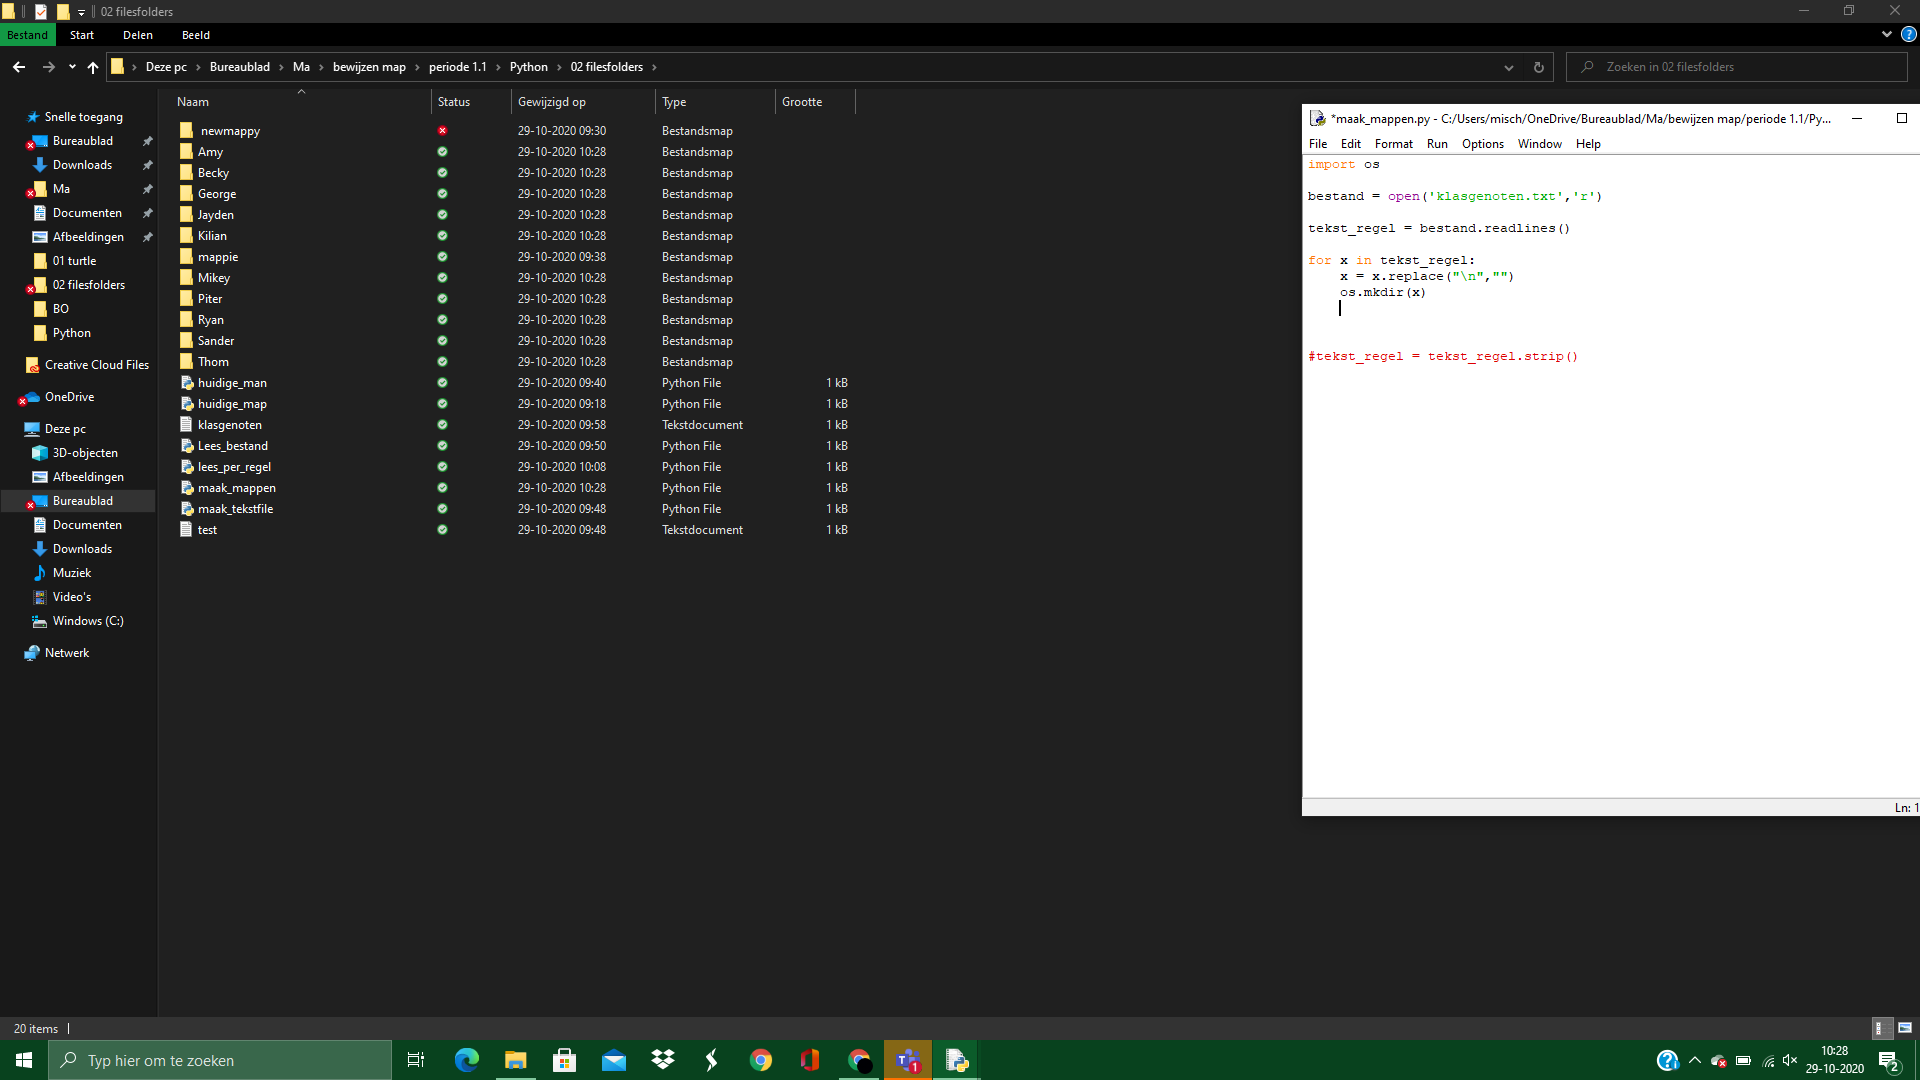 02 filesfolders
Bestand Start Delen Beeld
Deze pc Bureaublad Ma bewijzen map periode 1.1 Python 02 filesfolders
Zoeken in 02 filesfolders
Naam Status Gewijzigd op Type Grootte
newmappy 29-10-2020 09:30 Bestandsmap
Amy 29-10-2020 10:28 Bestandsmap
Becky 29-10-2020 10:28 Bestandsmap
George 29-10-2020 10:28 Bestandsmap
Jayden 29-10-2020 10:28 Bestandsmap
Kilian 29-10-2020 10:28 Bestandsmap
mappie 29-10-2020 09:38 Bestandsmap
Mikey 29-10-2020 10:28 Bestandsmap
Piter 29-10-2020 10:28 Bestandsmap
Ryan 29-10-2020 10:28 Bestandsmap
Sander 29-10-2020 10:28 Bestandsmap
Thom 29-10-2020 10:28 Bestandsmap
huidige_man 29-10-2020 09:40 Python File 1 kB
huidige_map 29-10-2020 09:18 Python File 1 kB
klasgenoten 29-10-2020 09:58 Tekstdocument 1 kB
Lees_bestand 29-10-2020 09:50 Python File 1 kB
lees_per_regel 29-10-2020 10:08 Python File 1 kB
maak_mappen 29-10-2020 10:28 Python File 1 kB
maak_tekstfile 29-10-2020 09:48 Python File 1 kB
test 29-10-2020 09:48 Tekstdocument 1 kB
Snelle toegang
Bureaublad
Downloads
Ma
Documenten
Afbeeldingen
01 turtle
02 filesfolders
BO
Python
Creative Cloud Files
OneDrive
Deze pc
3D-objecten
Afbeeldingen
Bureaublad
Documenten
Downloads
Muziek
Video's
Windows (C:)
Netwerk
*maak_mappen.py - C:/Users/misch/OneDrive/Bureaublad/Ma/bewijzen map/periode 1.1/Py...
File Edit Format Run Options Window Help
import os
bestand = open('klasgenoten.txt','r')
tekst_regel = bestand.readlines()
for x in tekst_regel:
x = x.replace("\n","")
os.mkdir(x)
#tekst_regel = tekst_regel.strip()
Ln: 1
20 items
Typ hier om te zoeken
1
10:28
29-10-2020
2